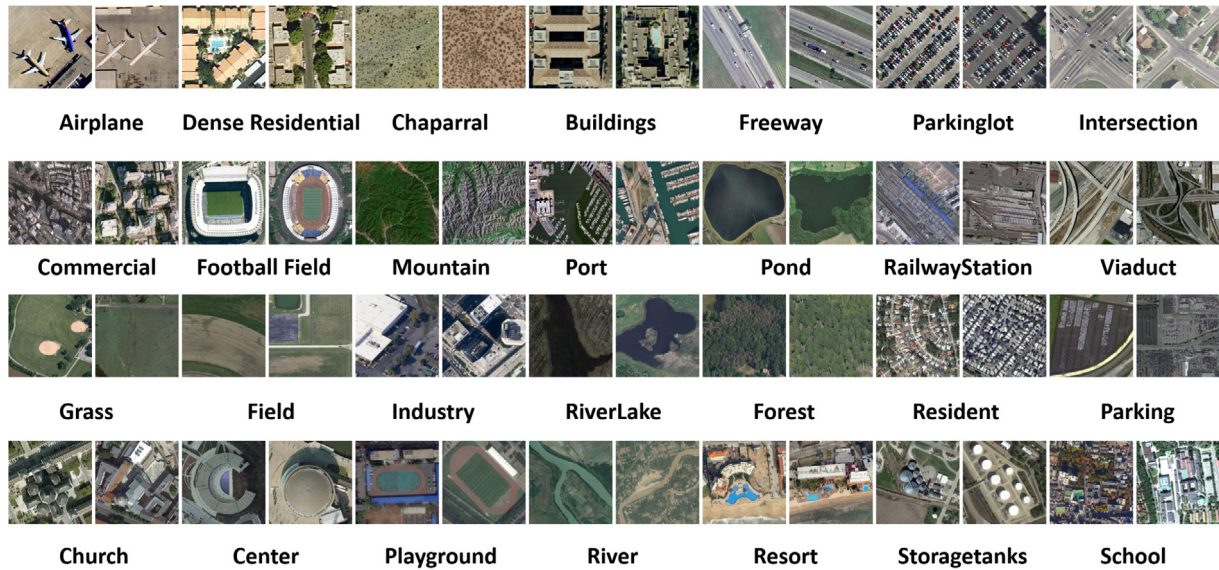 Airplane Dense Residential Chaparral Buildings Freeway Parkinglot Intersection
Commercial Football Field Mountain Port Pond RailwayStation Viaduct
Grass Field Industry RiverLake Forest Resident Parking
Church Center Playground River Resort Storagetanks School